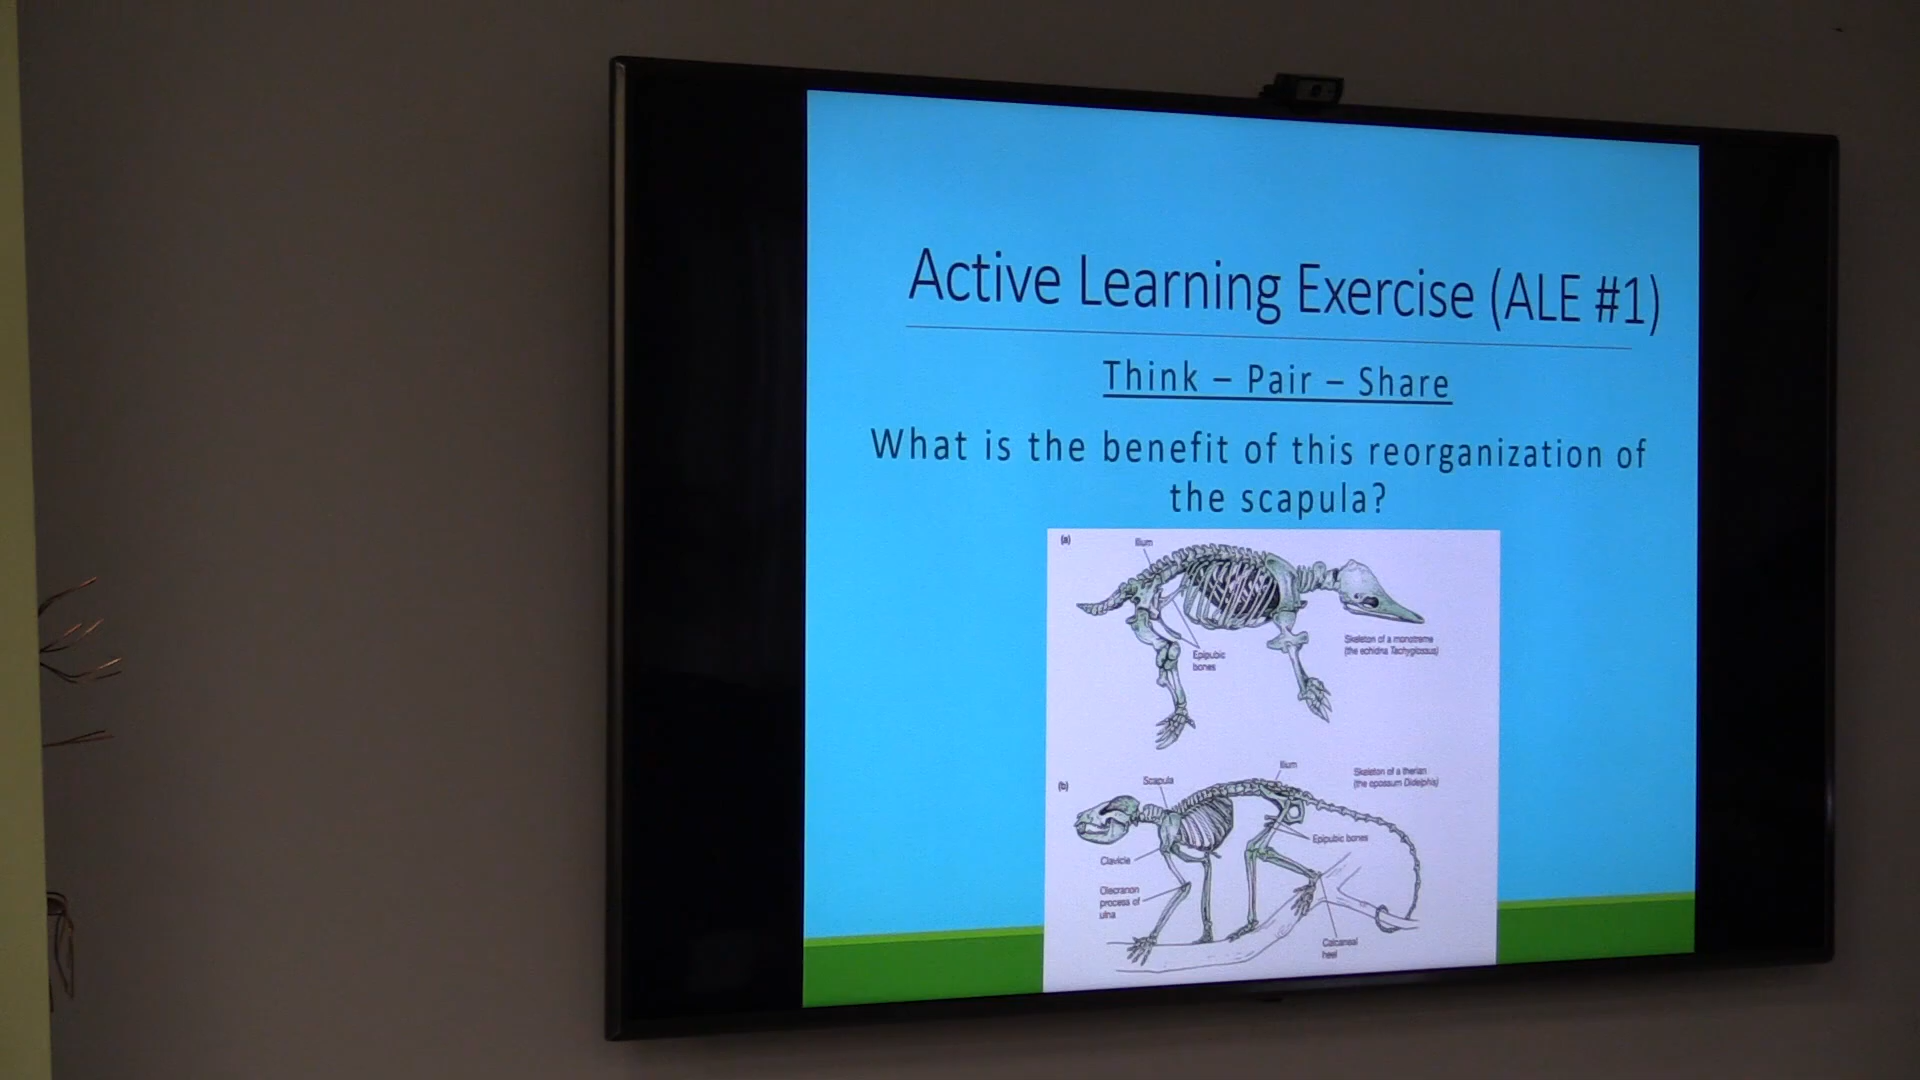 Active Learning Exercise (ALE #1)
Think – Pair – Share
What is the benefit of this reorganization of
the scapula?
(a)
Ilium
Epipubic
bones
Skeleton of a monotreme
(the echidna Tachyglossus)
(b)
Scapula
Ilium
Skeleton of a therian
(the opossum Didelphis)
Epipubic bones
Clavicle
Olecranon
process of
ulna
Calcaneal
heel